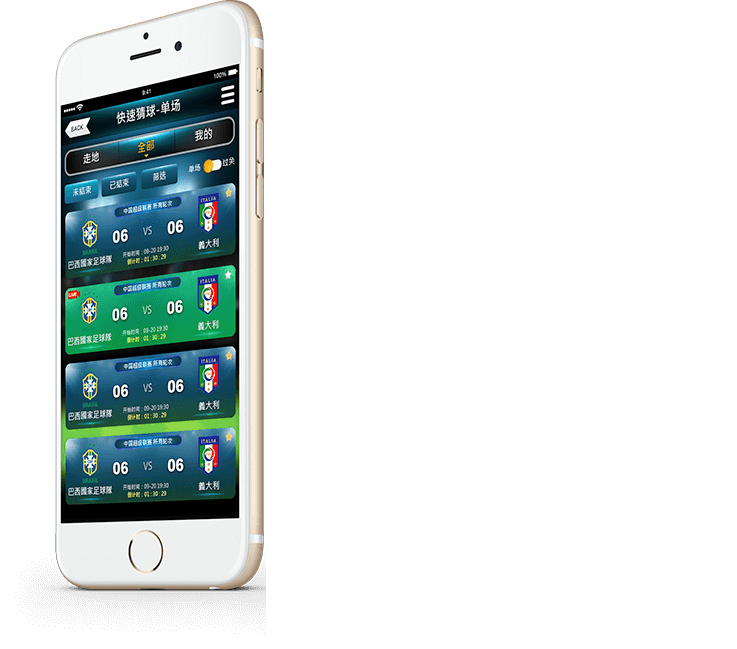 100%
9:41
BACK
快速猜球-单场
走地 全部 我的
单场 过关
未結束 已結束 筛选
中国超级联赛 所有轮次
ITALIA
BRASIL
06 VS 06
开始时间：09-20 19:30
倒计时：01:30:29
巴西國家足球隊 義大利
LIVE
中国超级联赛 所有轮次
ITALIA
06 VS 06
开始时间：09-20 19:30
倒计时：01:30:29
巴西國家足球隊 義大利
中国超级联赛 所有轮次
ITALIA
BRASIL
06 VS 06
开始时间：09-20 19:30
倒计时：01:30:29
巴西國家足球隊 義大利
中国超级联赛 所有轮次
ITALIA
BRASIL
06 VS 06
开始时间：09-20 19:30
倒计时：01:30:29
巴西國家足球隊 義大利